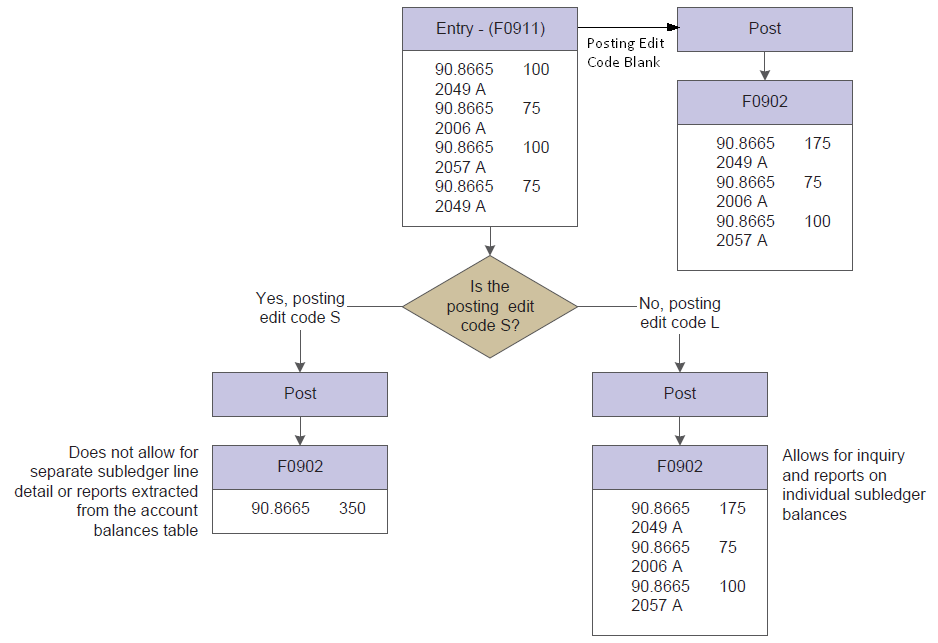 Entry - (F0911)
90.8665 100
2049 A
90.8665 75
2006 A
90.8665 100
2057 A
90.8665 75
2049 A
Posting Edit
Code Blank
Post
F0902
90.8665 175
2049 A
90.8665 75
2006 A
90.8665 100
2057 A
Is the
posting edit
code S?
Yes, posting
edit code S
No, posting
edit code L
Post
F0902
90.8665 350
Does not allow for
separate subledger line
detail or reports extracted
from the account
balances table
Post
F0902
90.8665 175
2049 A
90.8665 75
2006 A
90.8665 100
2057 A
Allows for inquiry
and reports on
individual subledger
balances